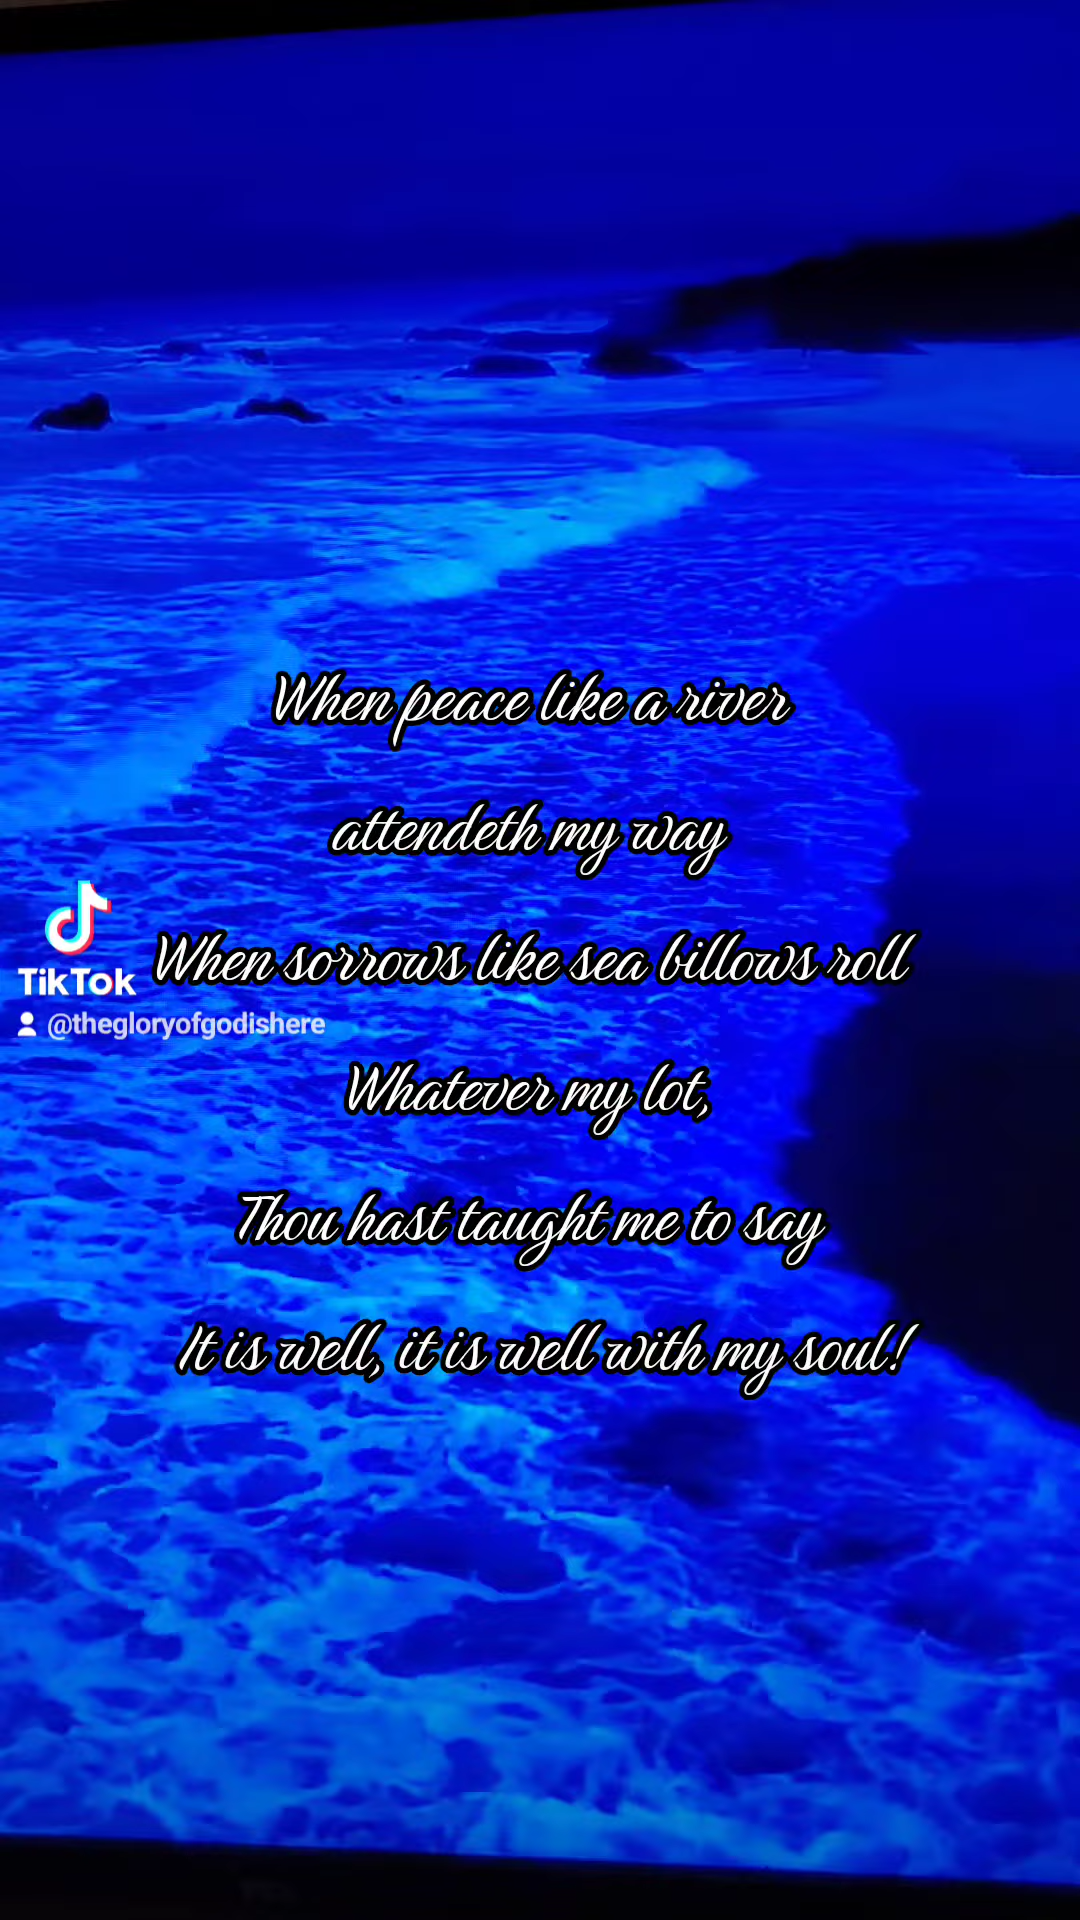 When peace like a river
attendeth my way
When sorrows like sea billows roll
Whatever my lot,
Thou hast taught me to say
It is well, it is well with my soul!
TikTok
@thegloryofgodishere